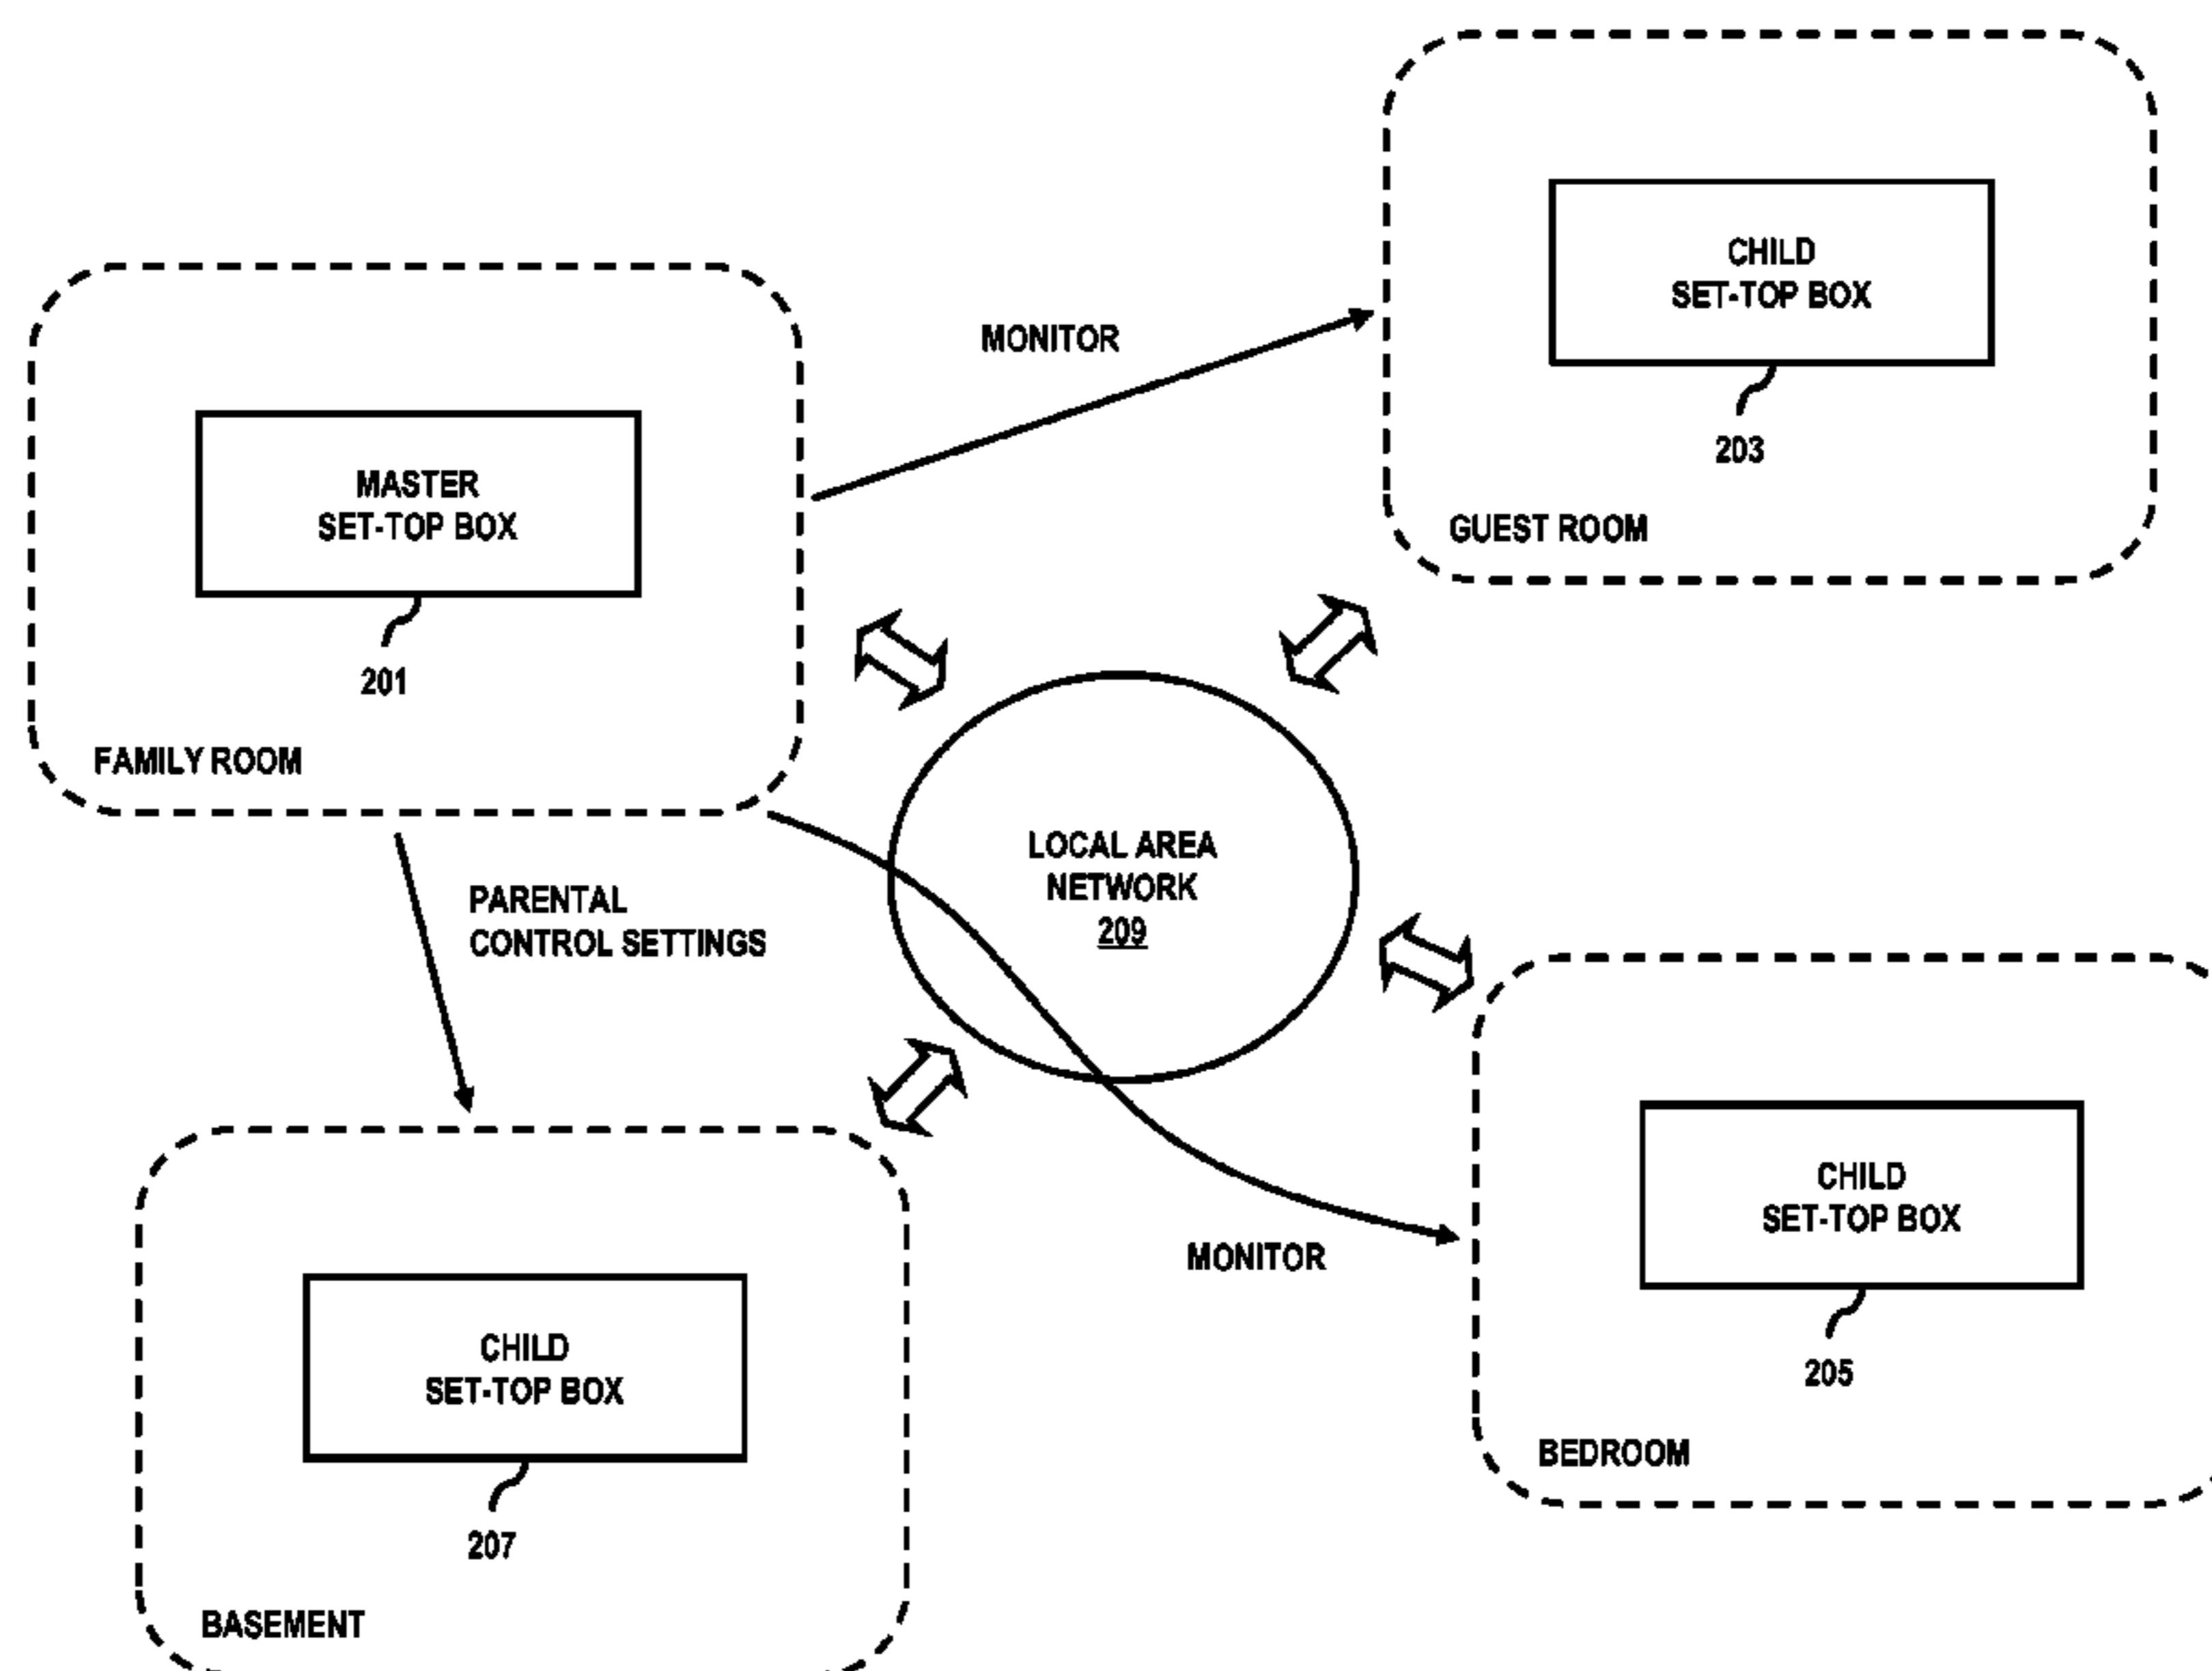 CHILD
SET-TOP BOX
203
GUEST ROOM
MONITOR
MASTER
SET-TOP BOX
201
FAMILY ROOM
LOCAL AREA
NETWORK
209
PARENTAL
CONTROL SETTINGS
MONITOR
CHILD
SET-TOP BOX
205
BEDROOM
CHILD
SET-TOP BOX
207
BASEMENT